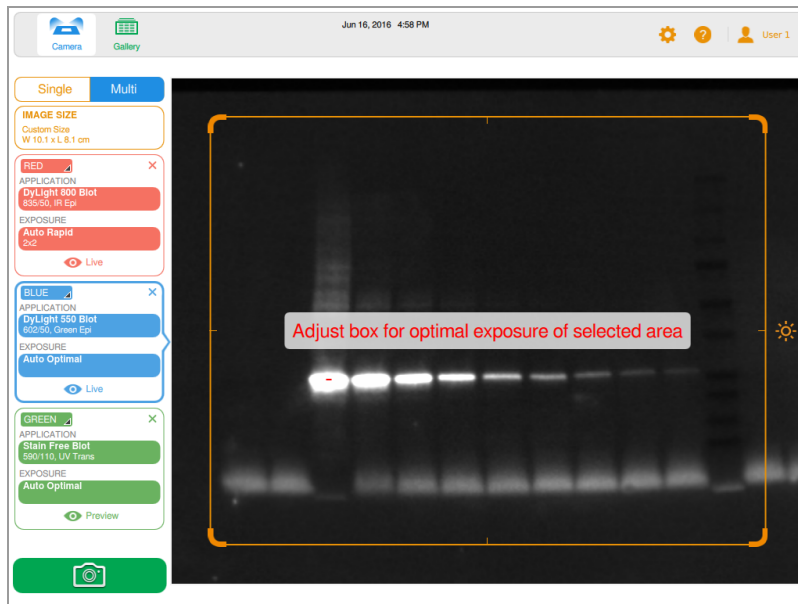 Jun 16, 2016 4:58 PM
Camera
Gallery
User 1
Single
Multi
IMAGE SIZE
Custom Size
W 10.1 x L 8.1 cm
RED
APPLICATION
DyLight 800 Blot
835/50, IR Epi
EXPOSURE
Auto Rapid
2x2
Live
BLUE
APPLICATION
DyLight 550 Blot
602/50, Green Epi
EXPOSURE
Auto Optimal
Live
GREEN
APPLICATION
Stain Free Blot
590/110, UV Trans
EXPOSURE
Auto Optimal
Preview
Adjust box for optimal exposure of selected area